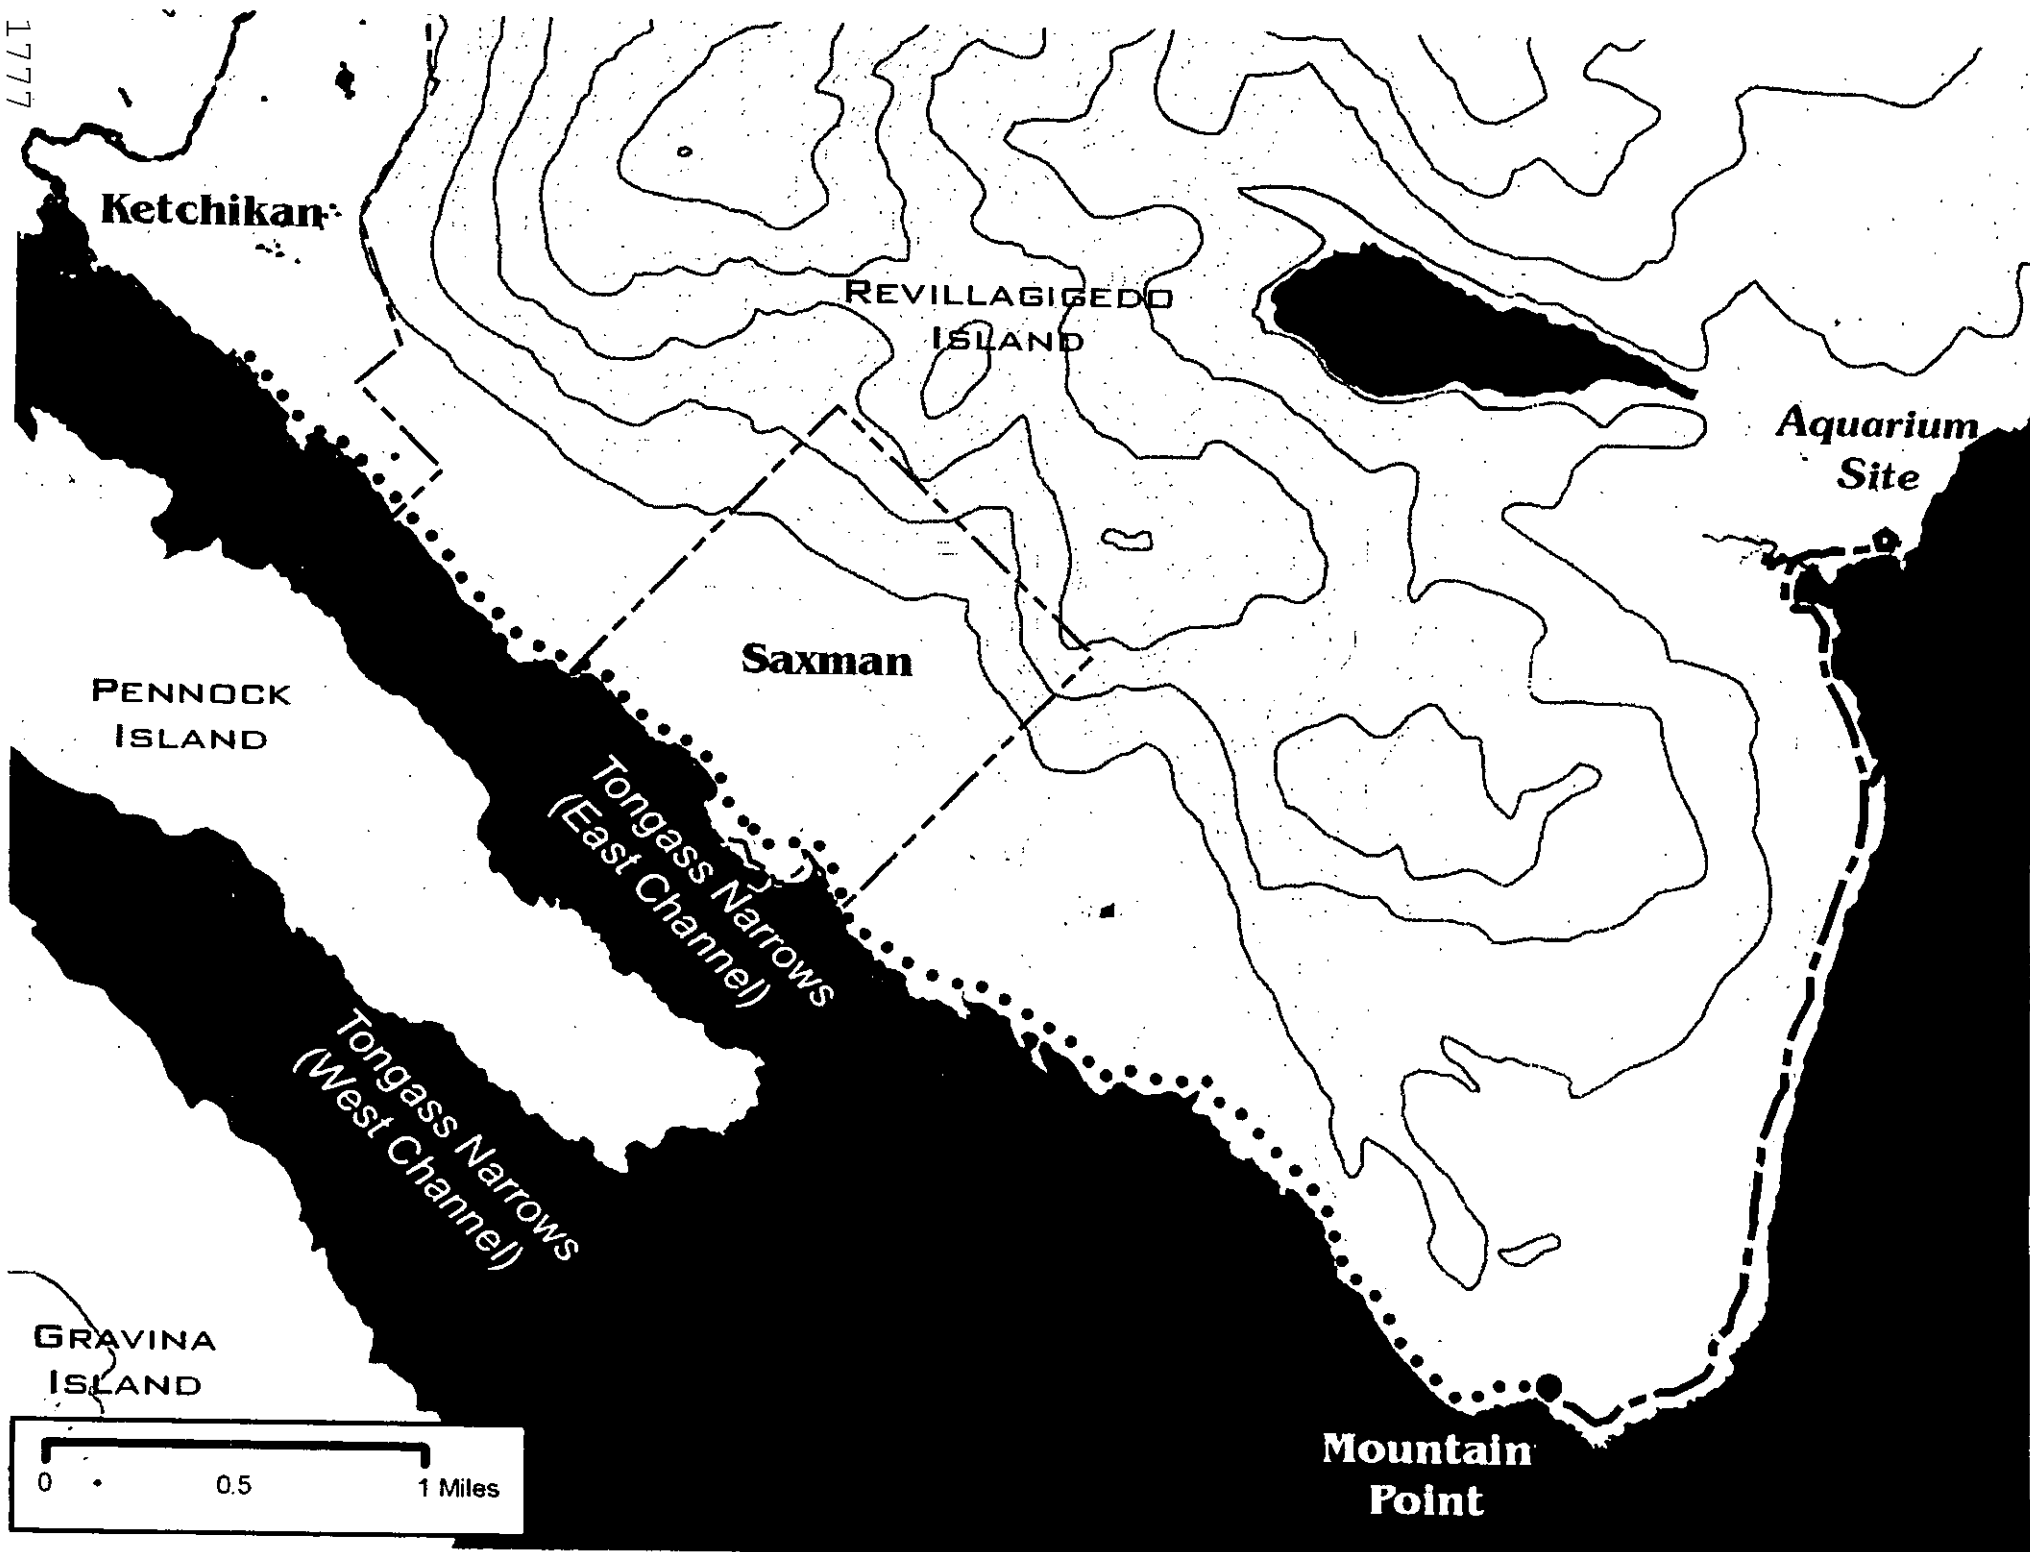 1777
Ketchikan
REVILLAGIGEDO
ISLAND
Aquarium
Site
Saxman
PENNOCK
ISLAND
Tongass Narrows
(East Channel)
Tongass Narrows
(West Channel)
GRAVINA
ISLAND
0 0.5 1 Miles
Mountain
Point